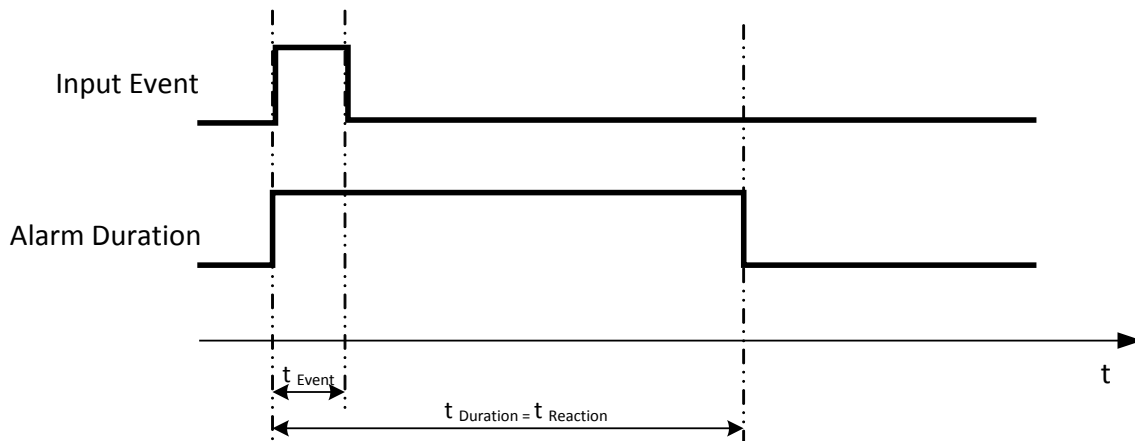 Input Event
Alarm Duration
t
t Event
t Duration = t Reaction